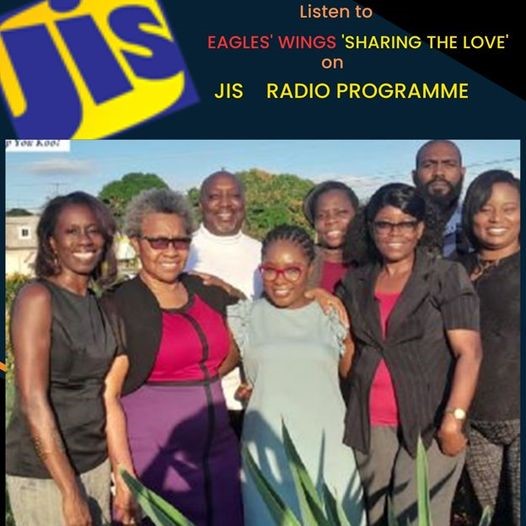 jis
Listen to
EAGLES' WINGS 'SHARING THE LOVE'
on
JIS RADIO PROGRAMME